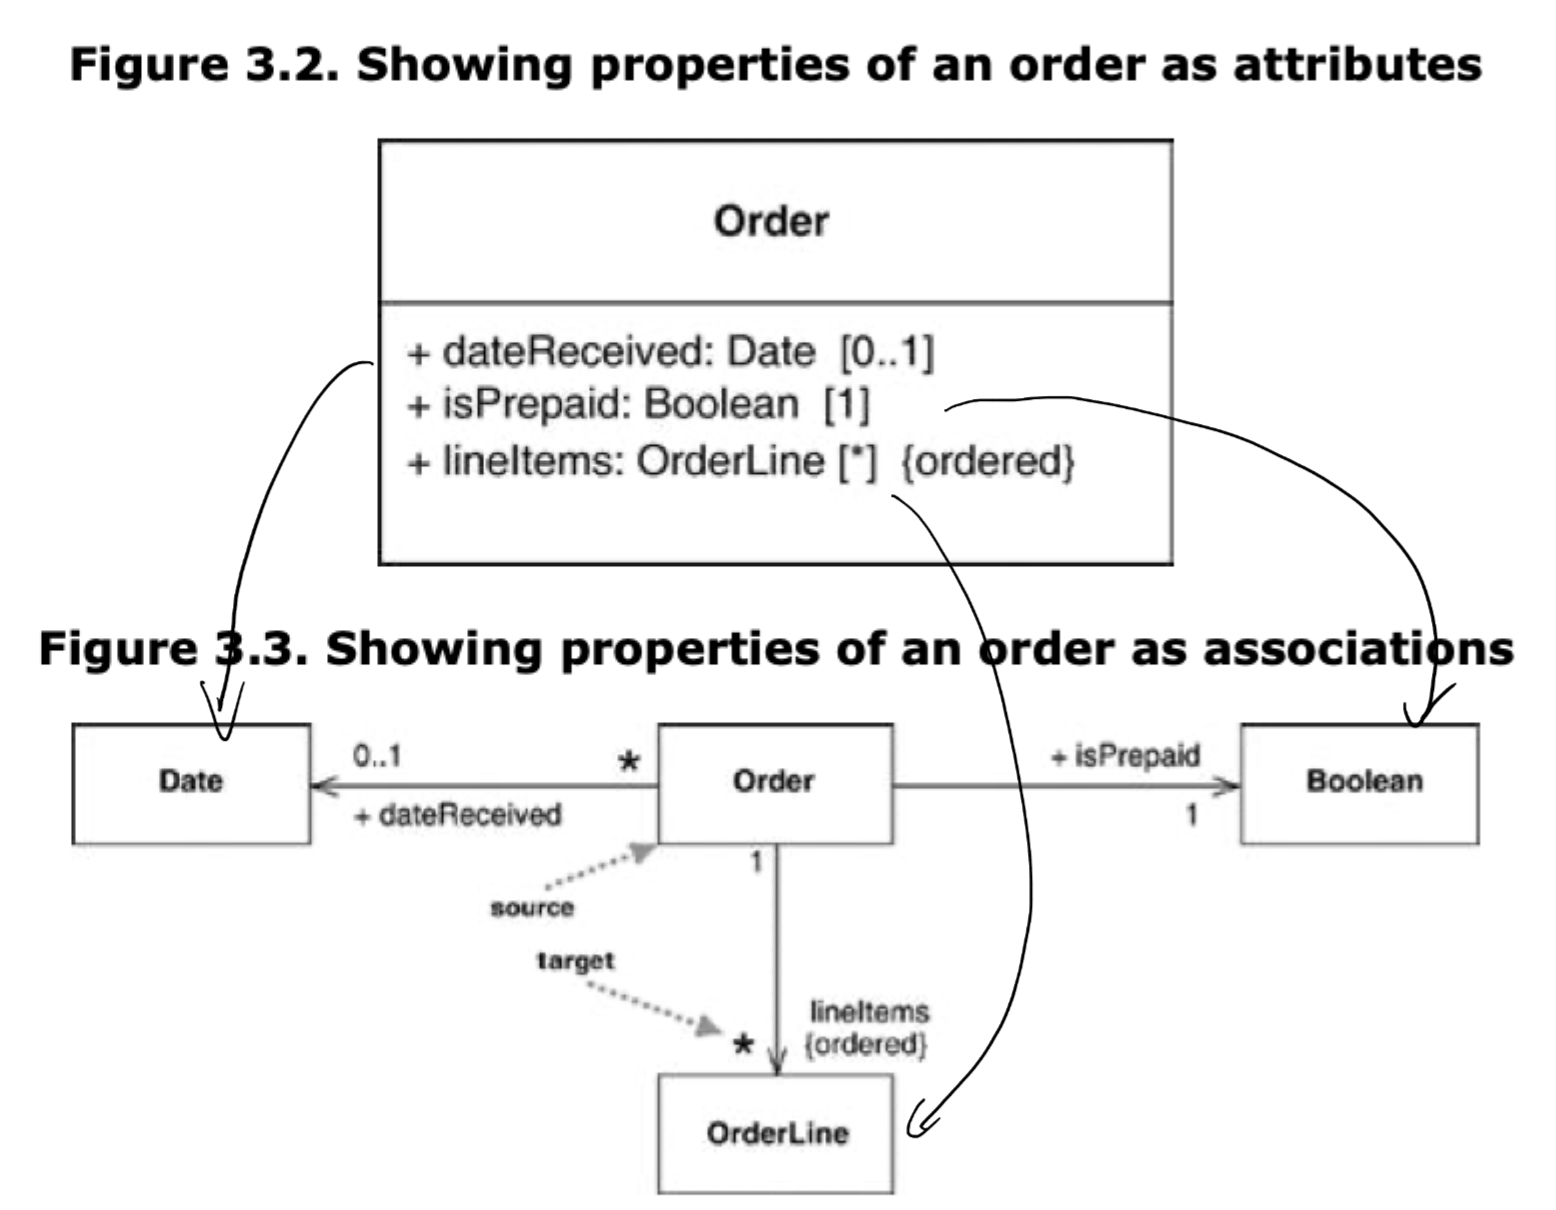 Figure 3.2. Showing properties of an order as attributes
Order
+ dateReceived: Date [0..1]
+ isPrepaid: Boolean [1]
+ lineItems: OrderLine [*] {ordered}
Figure 3.3. Showing properties of an order as associations
Date
0..1
*
+ dateReceived
Order
+ isPrepaid
1
Boolean
1
source
target
lineItems
* {ordered}
OrderLine